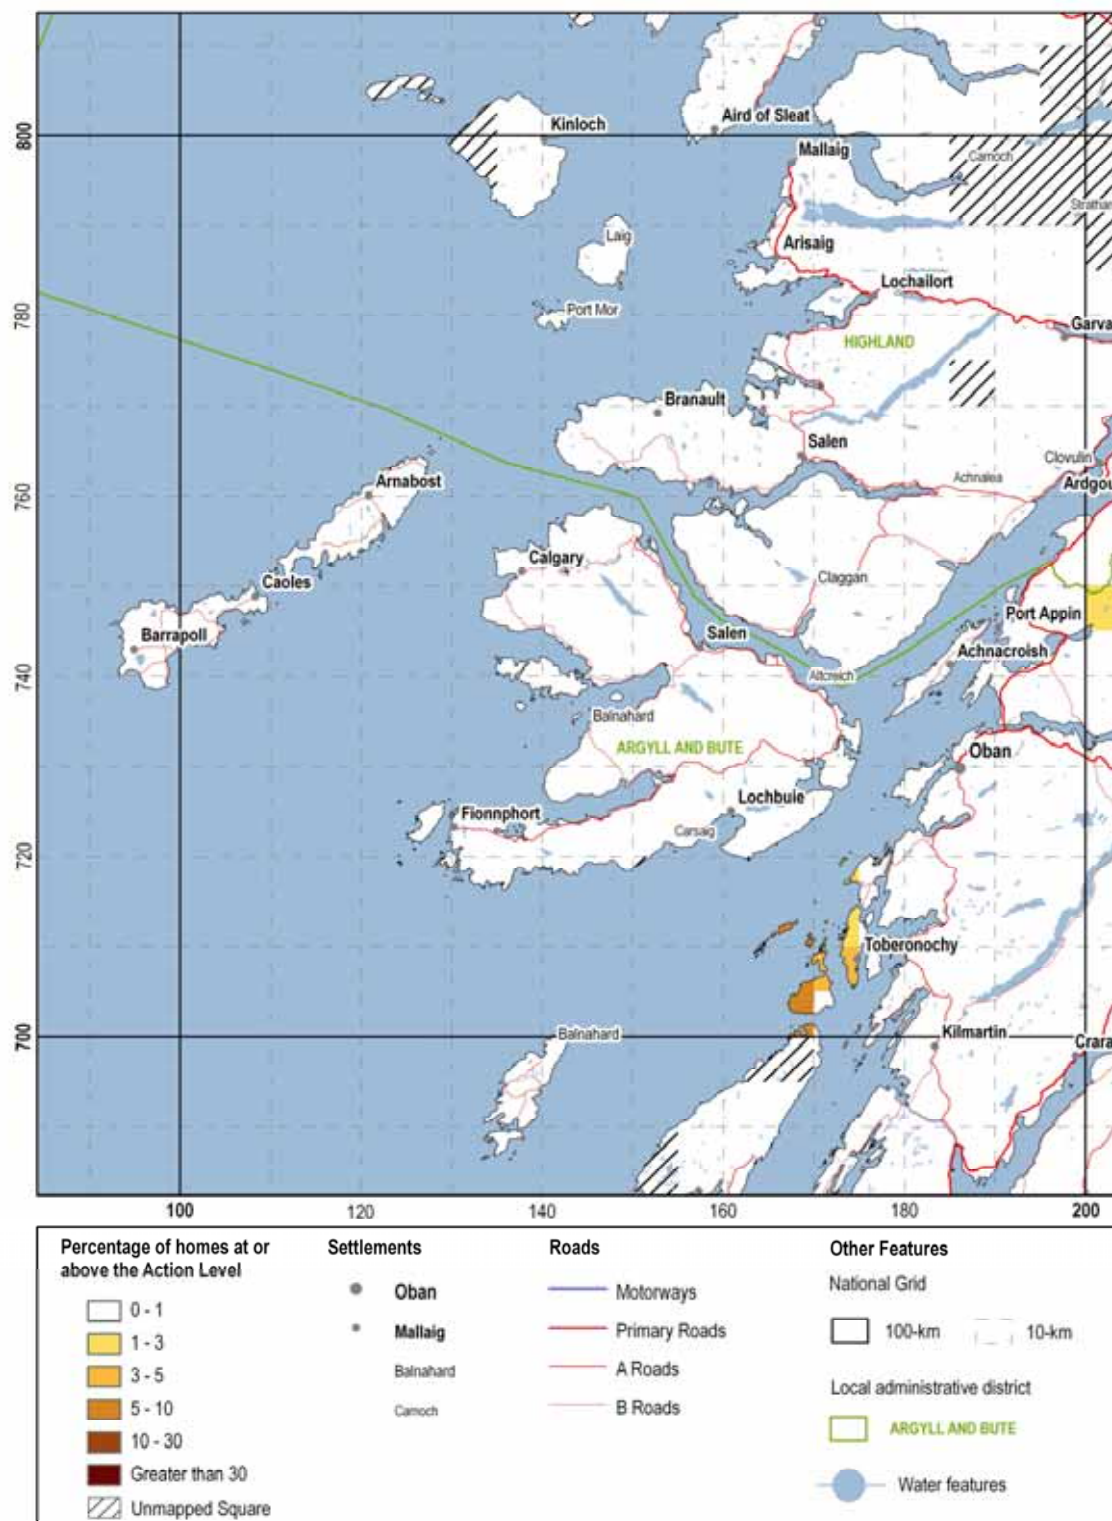 800
780
760
740
720
700
Kinloch
Aird of Sleat
Mallaig
Carnoch
Strathan
Laig
Arisaig
Lochailort
Port Mor
Garva
HIGHLAND
Branault
Salen
Clovulin
Achnalea
Ardgou
Arnabost
Calgary
Caoles
Claggan
Port Appin
Barrapoll
Salen
Achnacroish
Altcreich
Balnahard
ARGYLL AND BUTE
Oban
Lochbuie
Fionnphort
Carsaig
Toberonochy
Balnahard
Kilmartin
Crara
100 120 140 160 180 200
Percentage of homes at or
above the Action Level
0 - 1
1 - 3
3 - 5
5 - 10
10 - 30
Greater than 30
Unmapped Square
Settlements
Oban
Mallaig
Balnahard
Carnoch
Roads
Motorways
Primary Roads
A Roads
B Roads
Other Features
National Grid
100-km 10-km
Local administrative district
ARGYLL AND BUTE
Water features